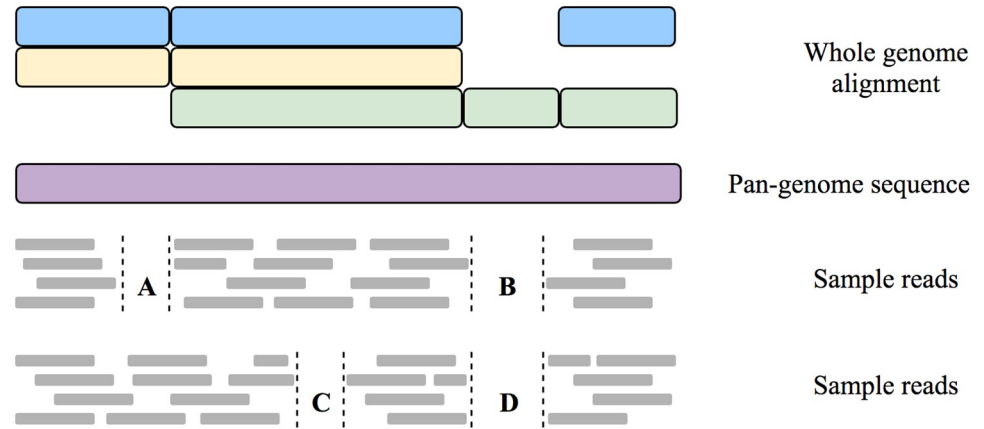 Whole genome
alignment
Pan-genome sequence
A
B
Sample reads
C
D
Sample reads